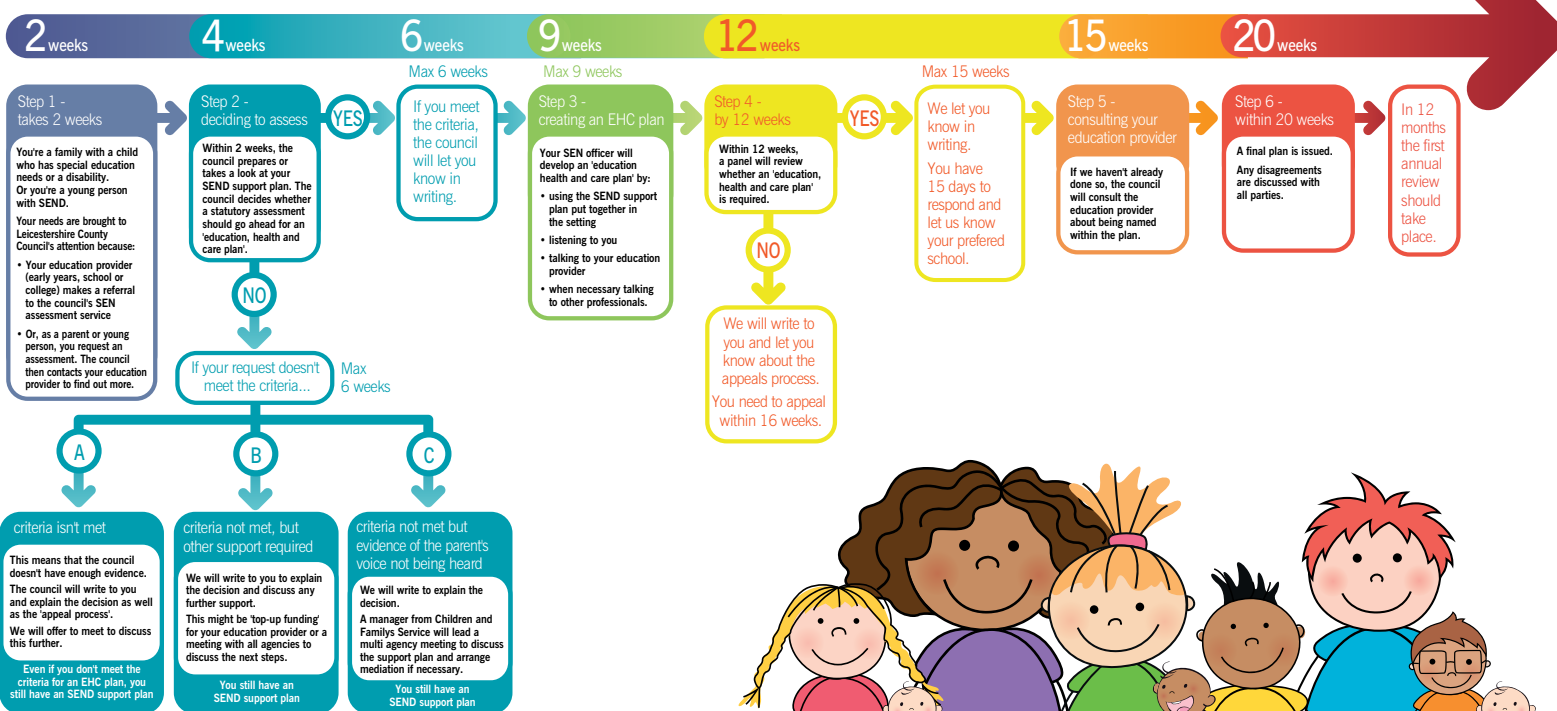 2 weeks
4 weeks
6 weeks
9 weeks
12 weeks
15 weeks
20 weeks
Step 1 -
takes 2 weeks
You're a family with a child
who has special education
needs or a disability.
Or you're a young person
with SEND.
Your needs are brought to
Leicestershire County
Council's attention because:
• Your education provider
(early years, school or
college) makes a referral
to the council's SEN
assessment service
• Or, as a parent or young
person, you request an
assessment. The council
then contacts your education
provider to find out more.
Step 2 -
deciding to assess
Within 2 weeks, the
council prepares or
takes a look at your
SEND support plan. The
council decides whether
a statutory assessment
should go ahead for an
'education, health and
care plan'.
YES
Max 6 weeks
If you meet
the criteria,
the council
will let you
know in
writing.
NO
If your request doesn't
meet the criteria...
Max
6 weeks
A
criteria isn't met
This means that the council
doesn't have enough evidence.
The council will write to you
and explain the decision as well
as the 'appeal process'.
We will offer to meet to discuss
this further.
Even if you don't meet the
criteria for an EHC plan, you
still have an SEND support plan
B
criteria not met, but
other support required
We will write to you to explain
the decision and discuss any
further support.
This might be 'top-up funding'
for your education provider or a
meeting with all agencies to
discuss the next steps.
You still have an
SEND support plan
C
criteria not met but
evidence of the parent's
voice not being heard
We will write to explain the
decision.
A manager from Children and
Familys Service will lead a
multi agency meeting to discuss
the support plan and arrange
mediation if necessary.
You still have an
SEND support plan
Max 9 weeks
Step 3 -
creating an EHC plan
Your SEN officer will
develop an 'education
health and care plan' by:
• using the SEND support
plan put together in
the setting
• listening to you
• talking to your education
provider
• when necessary talking
to other professionals.
Step 4 -
by 12 weeks
Within 12 weeks,
a panel will review
whether an 'education,
health and care plan'
is required.
YES
NO
We will write to
you and let you
know about the
appeals process.
You need to appeal
within 16 weeks.
Max 15 weeks
We let you
know in
writing.
You have
15 days to
respond and
let us know
your prefered
school.
Step 5 -
consulting your
education provider
If we haven't already
done so, the council
will consult the
education provider
about being named
within the plan.
Step 6 -
within 20 weeks
A final plan is issued.
Any disagreements
are discussed with
all parties.
In 12
months
the first
annual
review
should
take
place.